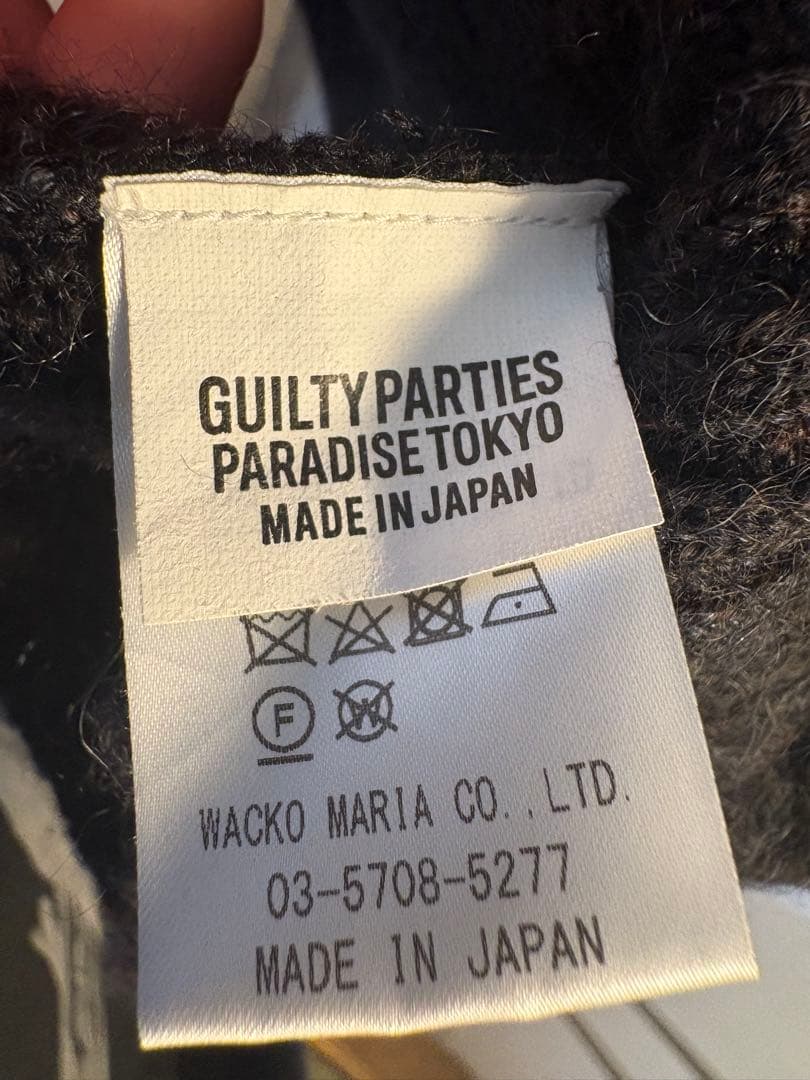 GUILTY PARTIES
PARADISE TOKYO
MADE IN JAPAN
F W
WACKO MARIA CO.,LTD.
03-5708-5277
MADE IN JAPAN